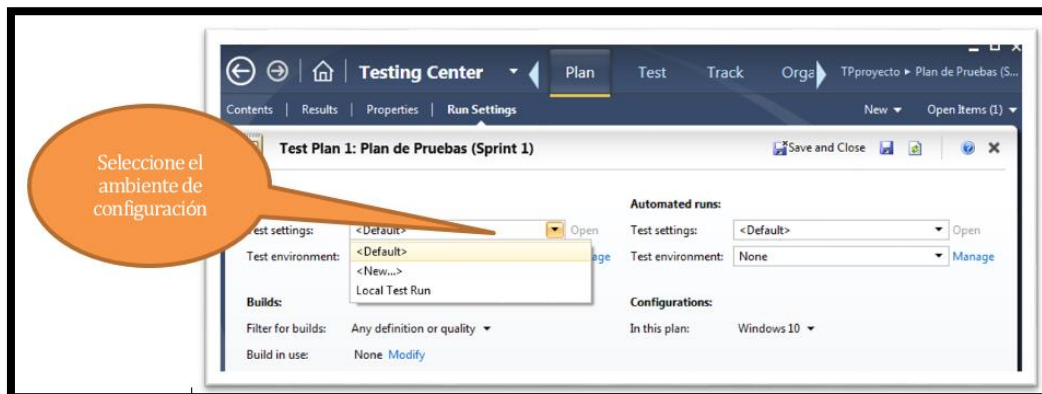 Testing Center
Plan
Test
Track
Orga
TPproyecto ▸ Plan de Pruebas (S...
Contents | Results | Properties | Run Settings
New
Open Items (1)
Test Plan 1: Plan de Pruebas (Sprint 1)
Save and Close
Seleccione el
ambiente de
configuración
Automated runs:
Test settings: <Default> Open
Test settings: <Default> Open
Test environment:
Test environment: None Manage
<Default>
<New...>
Local Test Run
Builds:
Configurations:
Filter for builds: Any definition or quality
In this plan: Windows 10
Build in use: None Modify